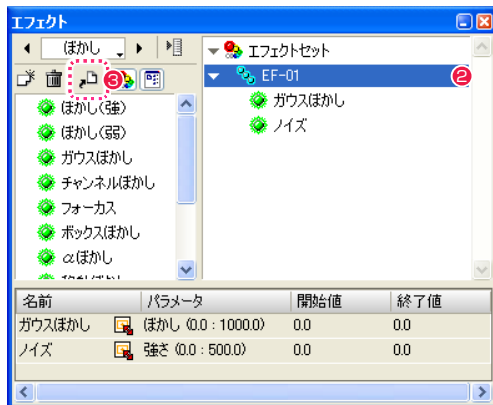 エフェクト
ぼかし
エフェクトセット
3
EF-01
2
ぼかし(強)
ぼかし(弱)
ガウスぼかし
チャンネルぼかし
フォーカス
ボックスぼかし
αぼかし
ガウスぼかし
ノイズ
名前 パラメータ 開始値 終了値
ガウスぼかし ぼかし (0.0 : 1000.0) 0.0 0.0
ノイズ 強さ (0.0 : 500.0) 0.0 0.0